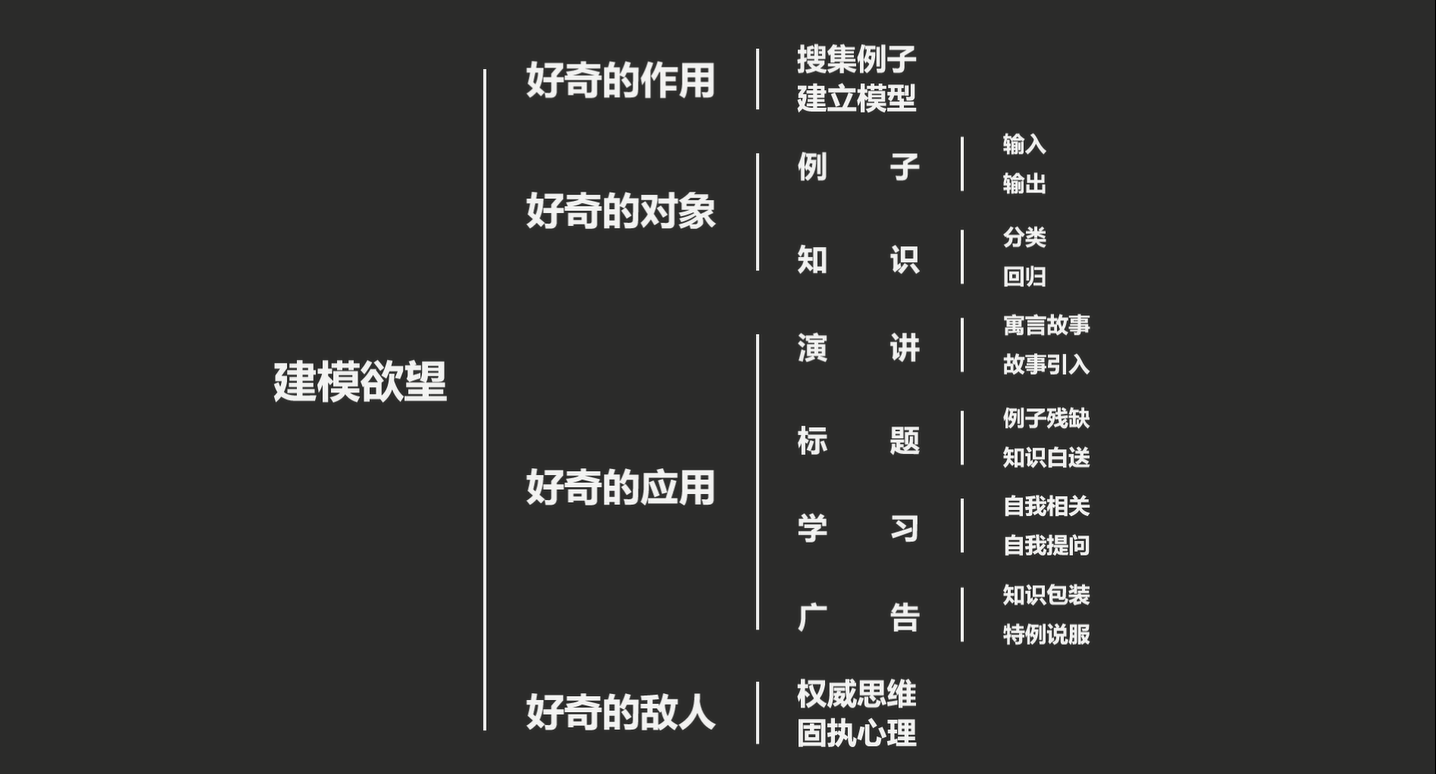 建模欲望
好奇的作用
搜集例子
建立模型
好奇的对象
例子
输入
输出
知识
分类
回归
好奇的应用
演讲
寓言故事
故事引入
标题
例子残缺
知识白送
学习
自我相关
自我提问
广告
知识包装
特例说服
好奇的敌人
权威思维
固执心理